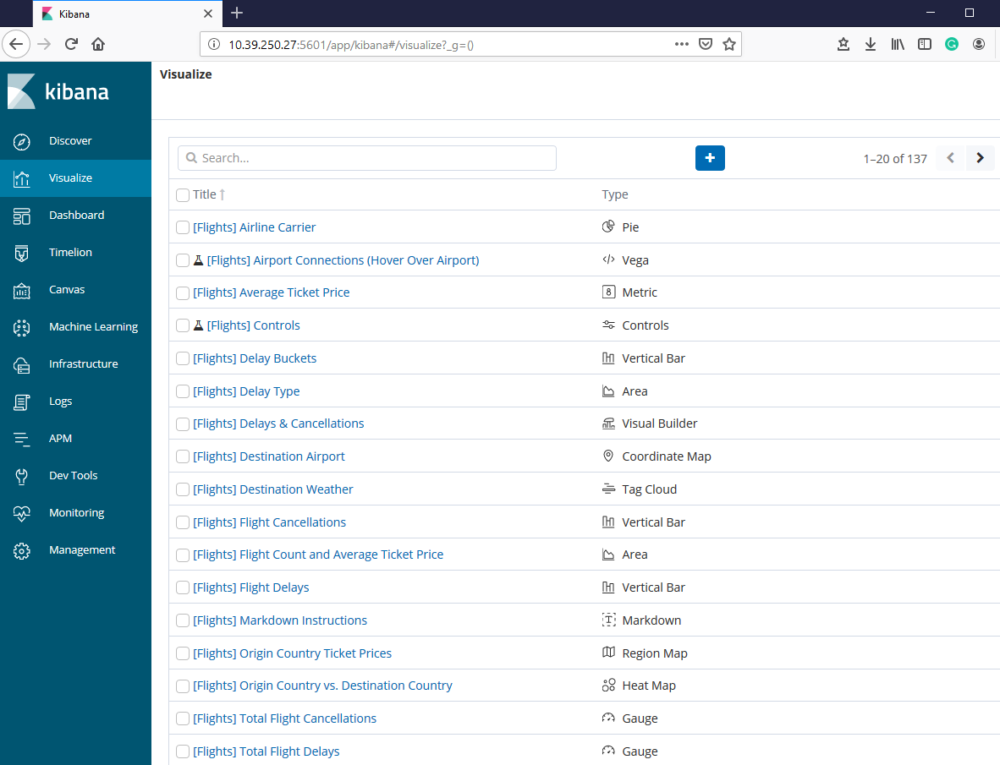 Kibana
10.39.250.27:5601/app/kibana#/visualize?_g=()
kibana
Discover
Visualize
Dashboard
Timelion
Canvas
Machine Learning
Infrastructure
Logs
APM
Dev Tools
Monitoring
Management
Visualize
Search...
1–20 of 137
Title Type
[Flights] Airline Carrier Pie
[Flights] Airport Connections (Hover Over Airport) Vega
[Flights] Average Ticket Price 8 Metric
[Flights] Controls Controls
[Flights] Delay Buckets Vertical Bar
[Flights] Delay Type Area
[Flights] Delays & Cancellations Visual Builder
[Flights] Destination Airport Coordinate Map
[Flights] Destination Weather Tag Cloud
[Flights] Flight Cancellations Vertical Bar
[Flights] Flight Count and Average Ticket Price Area
[Flights] Flight Delays Vertical Bar
[Flights] Markdown Instructions T Markdown
[Flights] Origin Country Ticket Prices Region Map
[Flights] Origin Country vs. Destination Country Heat Map
[Flights] Total Flight Cancellations Gauge
[Flights] Total Flight Delays Gauge